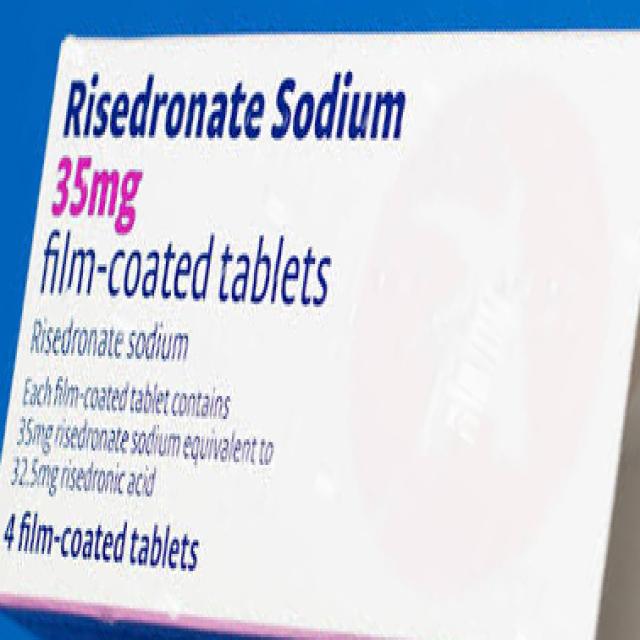 Risedronate Sodium
35mg
film-coated tablets
Risedronate sodium
Each film-coated tablet contains
35mg risedronate sodium equivalent to
32.5mg risedronic acid
4 film-coated tablets